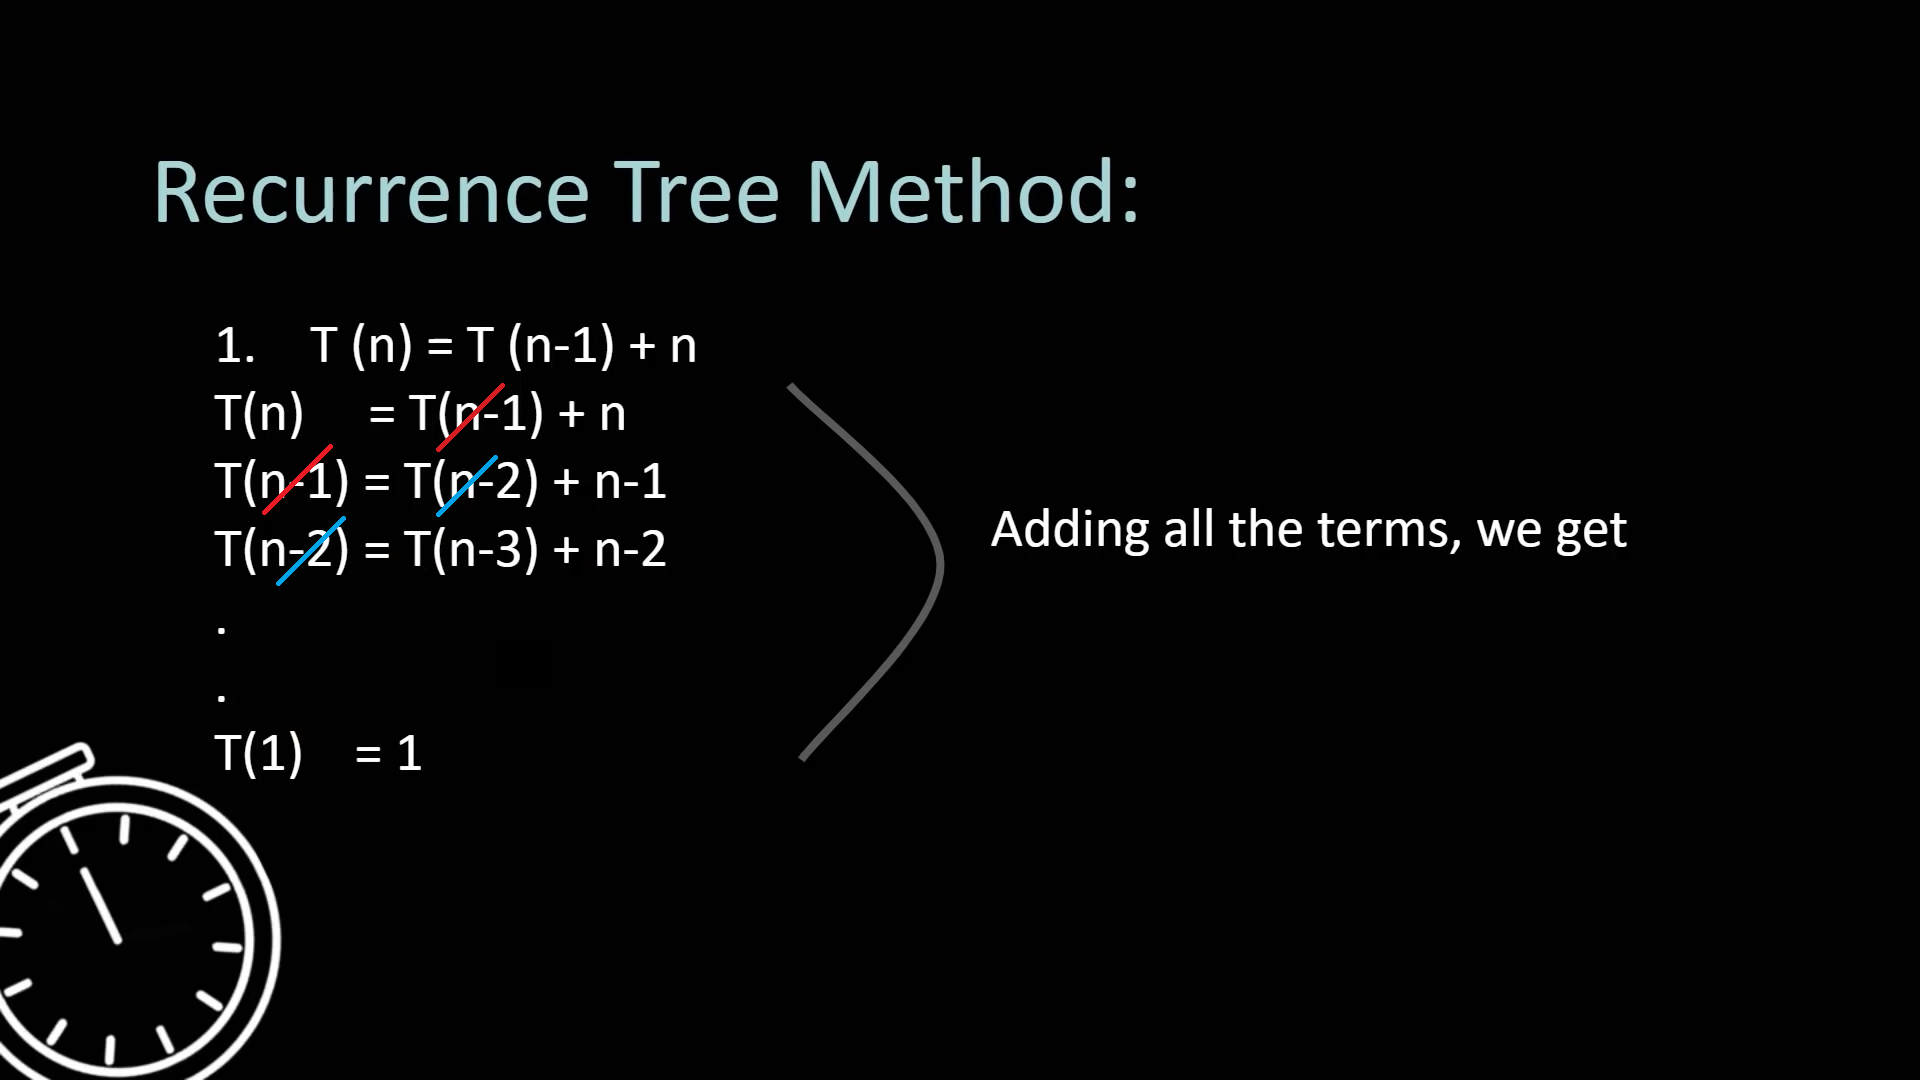 Recurrence Tree Method:
1. T (n) = T (n-1) + n
T(n) = T(n-1) + n
T(n-1) = T(n-2) + n-1
T(n-2) = T(n-3) + n-2
.
.
T(1) = 1
Adding all the terms, we get